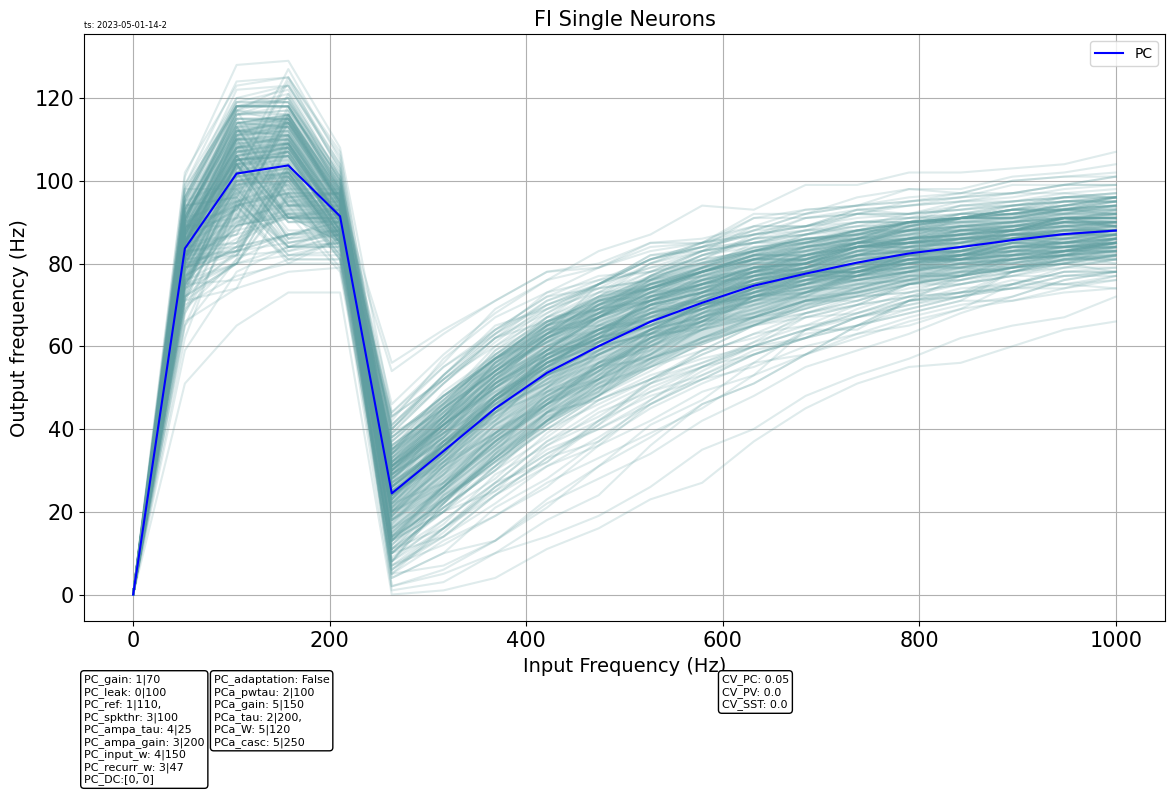 FI Single Neurons
ts: 2023-05-01-14-2
PC
Output frequency (Hz)
120
100
80
60
40
20
0
0 200 400 600 800 1000
Input Frequency (Hz)
PC_gain: 1|70
PC_leak: 0|100
PC_ref: 1|110,
PC_spkthr: 3|100
PC_ampa_tau: 4|25
PC_ampa_gain: 3|200
PC_input_w: 4|150
PC_recurr_w: 3|47
PC_DC:[0, 0]
PC_adaptation: False
PCa_pwtau: 2|100
PCa_gain: 5|150
PCa_tau: 2|200,
PCa_W: 5|120
PCa_casc: 5|250
CV_PC: 0.05
CV_PV: 0.0
CV_SST: 0.0